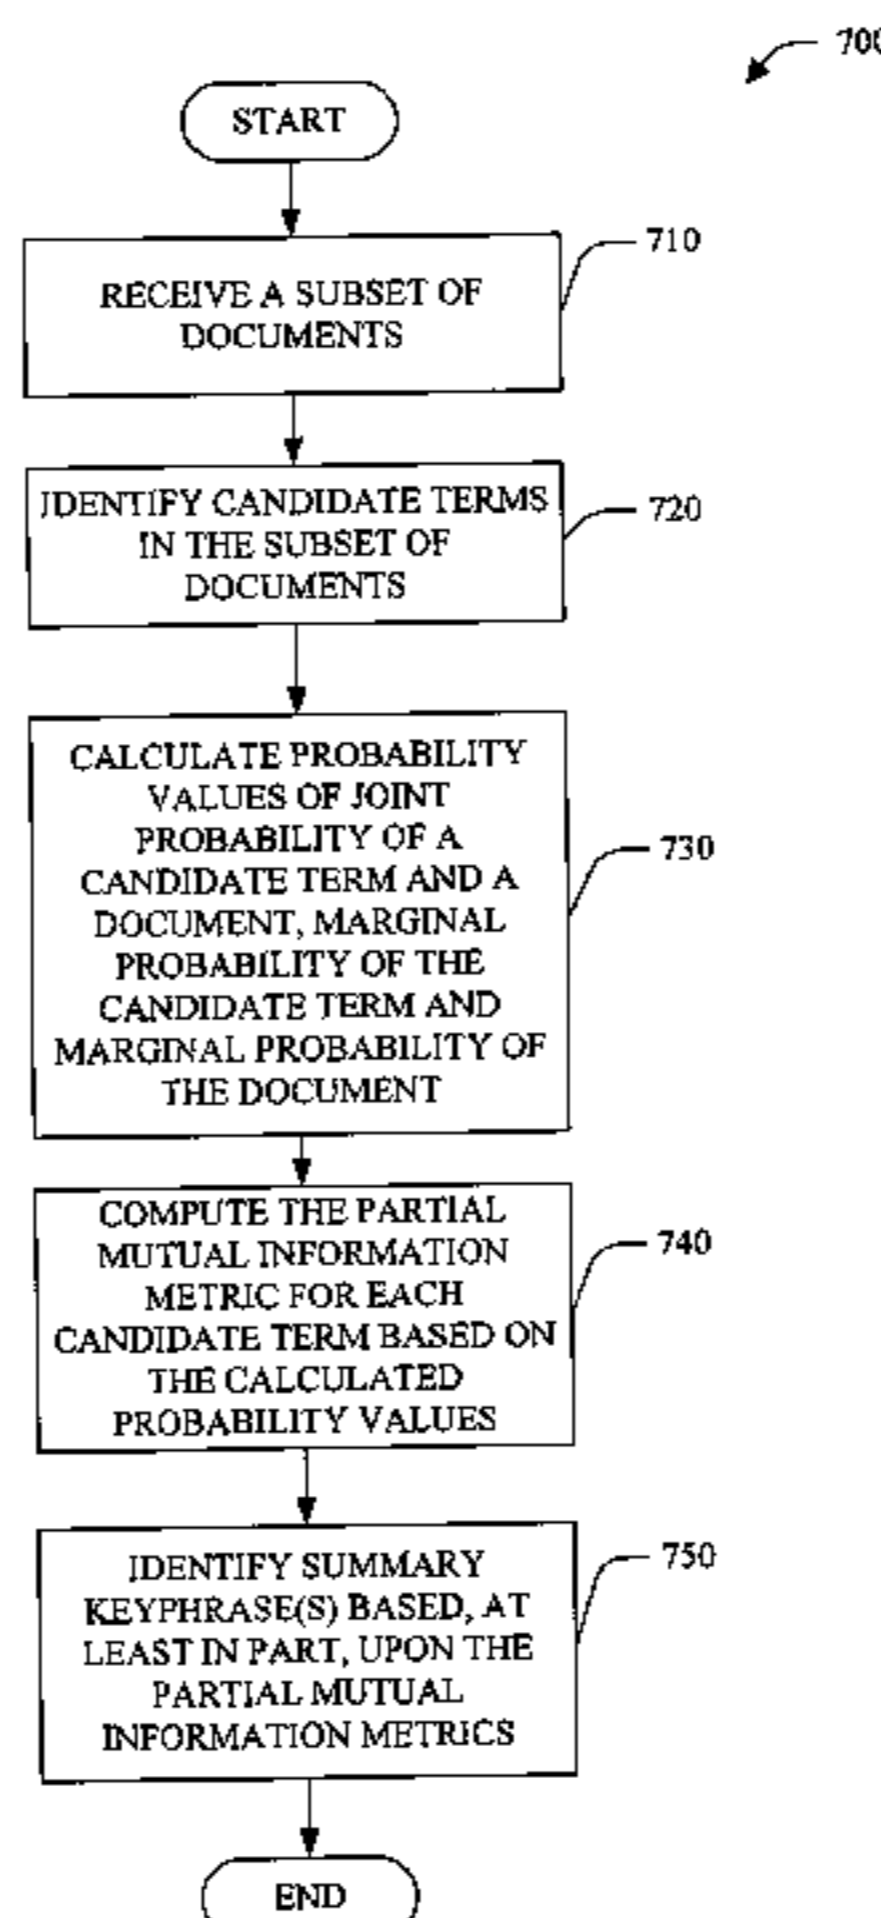 700
START
RECEIVE A SUBSET OF
DOCUMENTS
710
IDENTIFY CANDIDATE TERMS
IN THE SUBSET OF
DOCUMENTS
720
CALCULATE PROBABILITY
VALUES OF JOINT
PROBABILITY OF A
CANDIDATE TERM AND A
DOCUMENT, MARGINAL
PROBABILITY OF THE
CANDIDATE TERM AND
MARGINAL PROBABILITY OF
THE DOCUMENT
730
COMPUTE THE PARTIAL
MUTUAL INFORMATION
METRIC FOR EACH
CANDIDATE TERM BASED ON
THE CALCULATED
PROBABILITY VALUES
740
IDENTIFY SUMMARY
KEYPHRASE(S) BASED, AT
LEAST IN PART, UPON THE
PARTIAL MUTUAL
INFORMATION METRICS
750
END